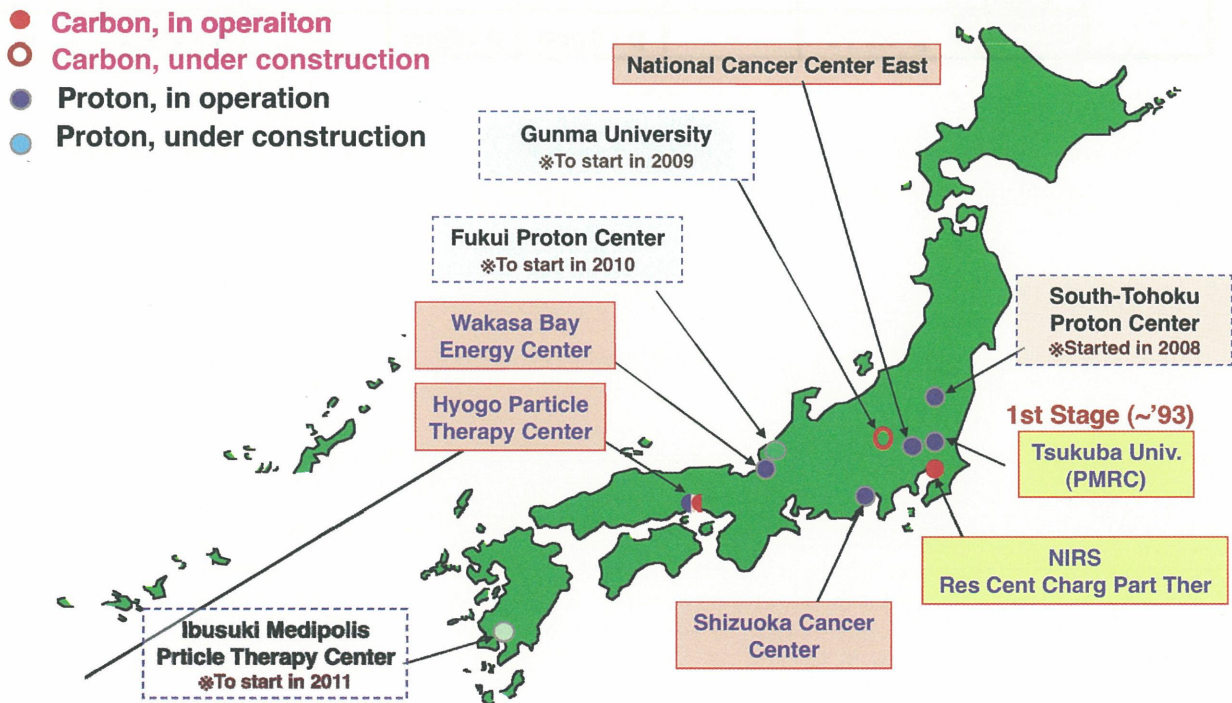 Carbon, in operaiton
Carbon, under construction
Proton, in operation
Proton, under construction
National Cancer Center East
Gunma University
※To start in 2009
Fukui Proton Center
※To start in 2010
Wakasa Bay
Energy Center
Hyogo Particle
Therapy Center
South-Tohoku
Proton Center
※Started in 2008
1st Stage (~'93)
Tsukuba Univ.
(PMRC)
NIRS
Res Cent Charg Part Ther
Shizuoka Cancer
Center
Ibusuki Medipolis
Prticle Therapy Center
※To start in 2011